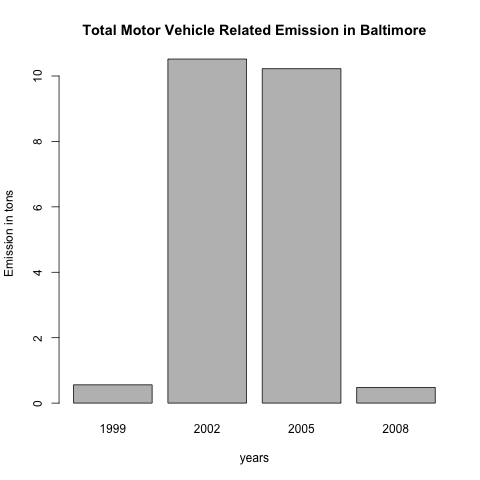 Total Motor Vehicle Related Emission in Baltimore
Emission in tons
10
8
6
4
2
0
1999 2002 2005 2008
years